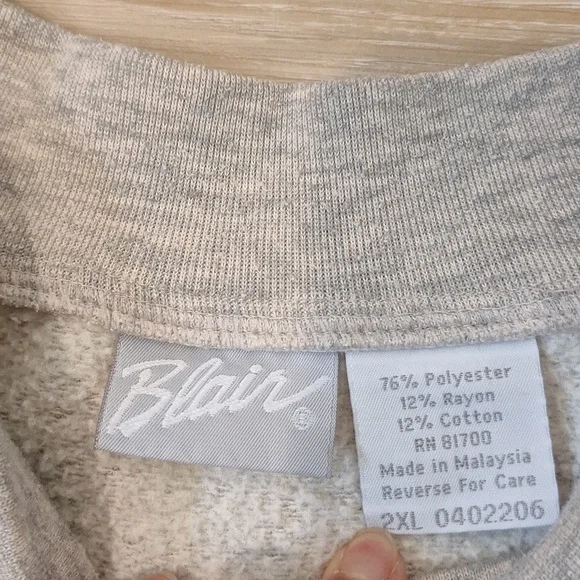 Blair
76% Polyester
12% Rayon
12% Cotton
RN 81700
Made in Malaysia
Reverse For Care
2XL 0402206